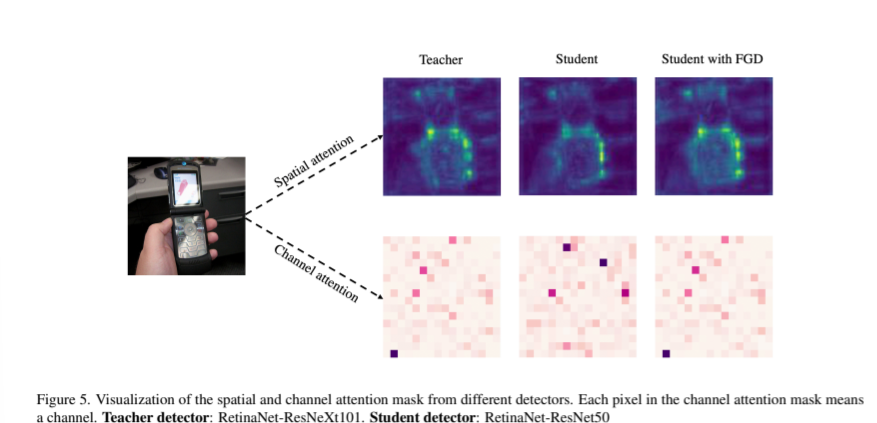 Teacher
Student
Student with FGD
Spatial attention
Channel attention
Figure 5. Visualization of the spatial and channel attention mask from different detectors. Each pixel in the channel attention mask means
a channel. Teacher detector: RetinaNet-ResNeXt101. Student detector: RetinaNet-ResNet50